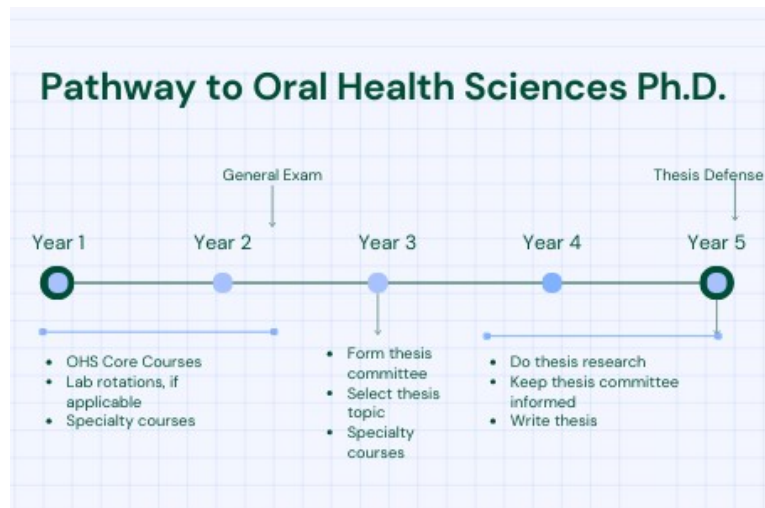 Pathway to Oral Health Sciences Ph.D.
General Exam
Thesis Defense
Year 1
Year 2
Year 3
Year 4
Year 5
• OHS Core Courses
• Lab rotations, if
applicable
• Specialty courses
• Form thesis
committee
• Select thesis
topic
• Specialty
courses
• Do thesis research
• Keep thesis committee
informed
• Write thesis